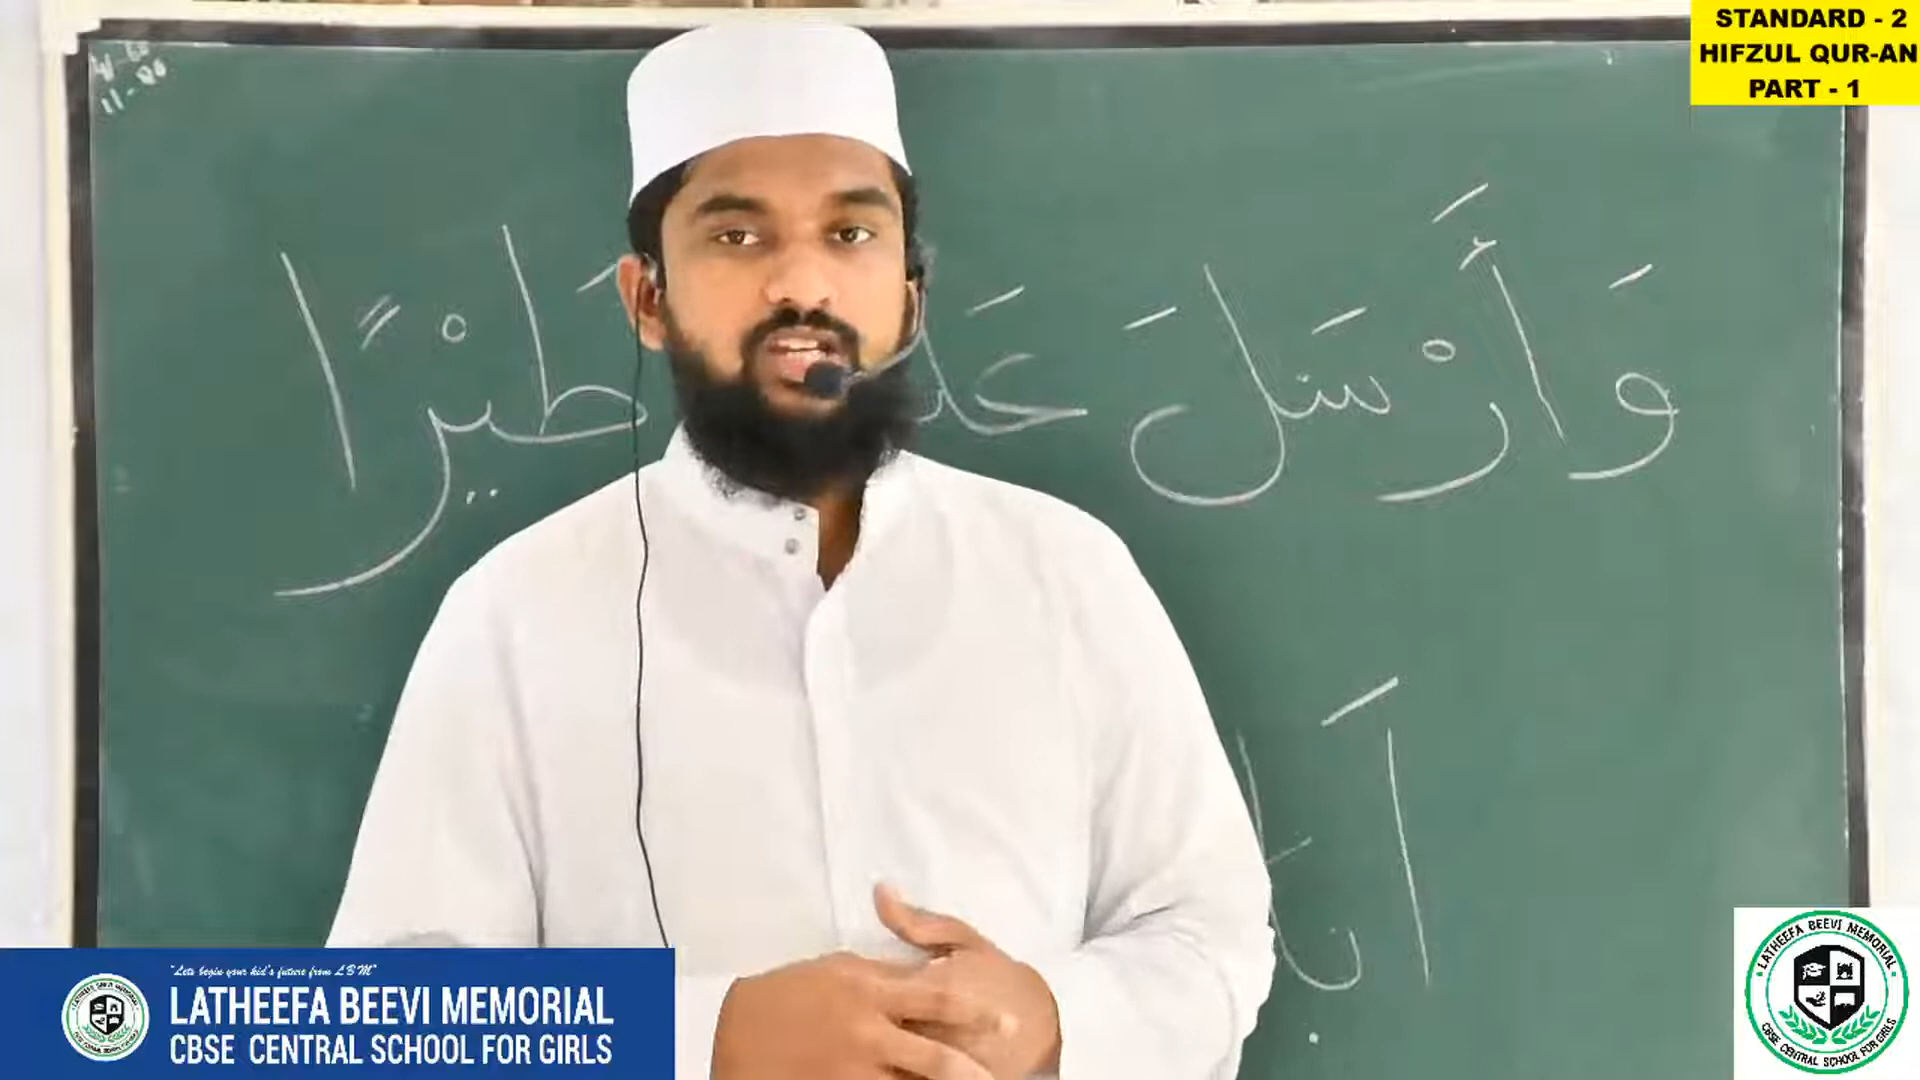 STANDARD - 2
HIFZUL QUR-AN
PART - 1
وَأَرْسَلَ طَيْرًا
"Lets begin your kid's future from LBM"
LATHEEFA BEEVI MEMORIAL
CBSE CENTRAL SCHOOL FOR GIRLS
LATHEEFA BEEVI MEMORIAL
CBSE CENTRAL SCHOOL FOR GIRLS